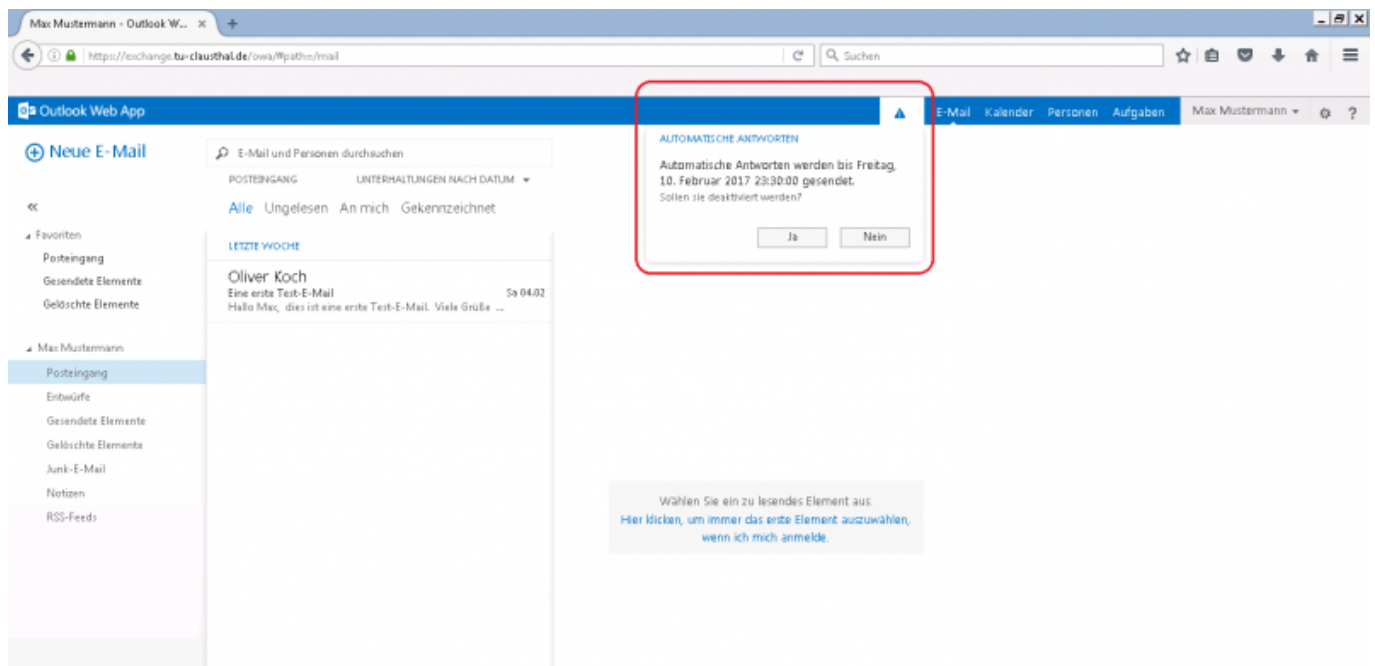 Max Mustermann - Outlook W...
https://exchange.tu-clausthal.de/owa/#path=/mail
Suchen
Outlook Web App
E-Mail Kalender Personen Aufgaben Max Mustermann ?
Neue E-Mail
E-Mail und Personen durchsuchen
POSTEINGANG UNTERHALTUNGEN NACH DATUM
Alle Ungelesen An mich Gekennzeichnet
AUTOMATISCHE ANTWORTEN
Automatische Antworten werden bis Freitag,
10. Februar 2017 23:30:00 gesendet.
Sollen sie deaktiviert werden?
Ja Nein
Favoriten
Posteingang
Gesendete Elemente
Gelöschte Elemente
Max Mustermann
Posteingang
Entwürfe
Gesendete Elemente
Gelöschte Elemente
Junk-E-Mail
Notizen
RSS-Feeds
LETZTE WOCHE
Oliver Koch
Eine erste Test-E-Mail Sa 04.02
Hallo Max, dies ist eine erste Test-E-Mail. Viele Grüße ...
Wählen Sie ein zu lesendes Element aus.
Hier klicken, um immer das erste Element auszuwählen,
wenn ich mich anmelde.